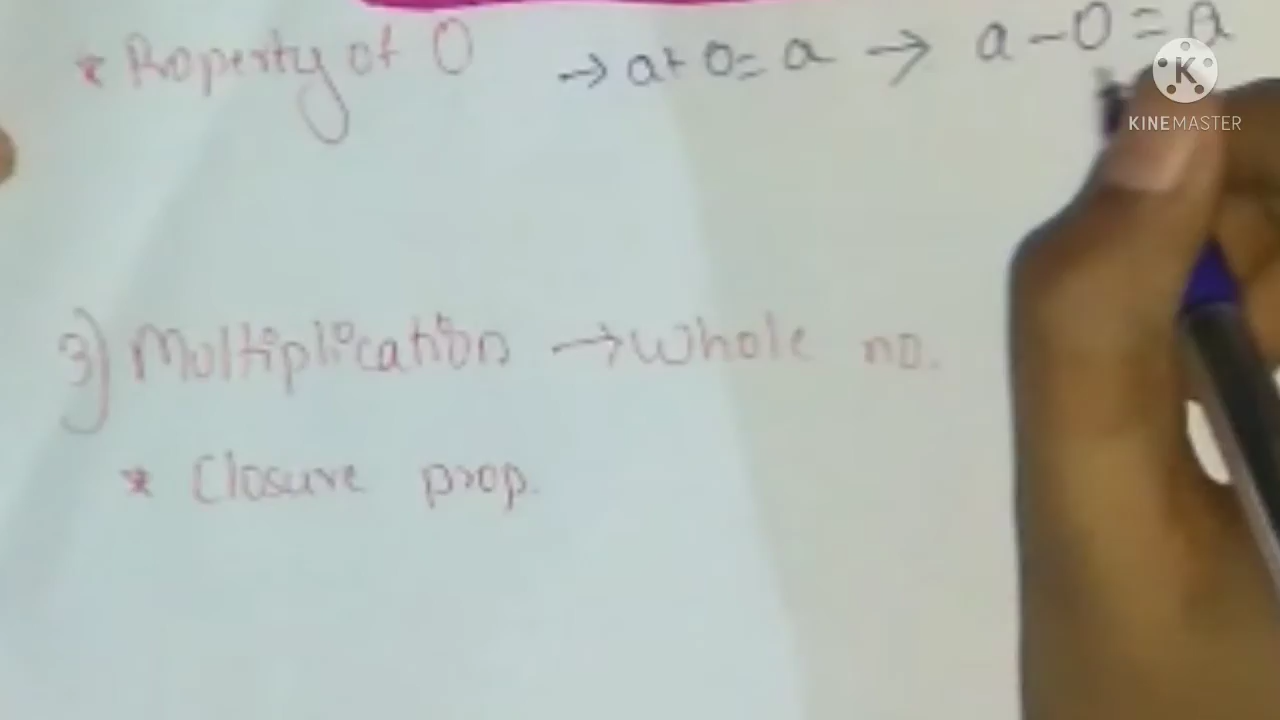 * Property of 0 → a+0=a → a-0=a
K
KINEMASTER
3) Multiplication → Whole no.
* Closure prop.